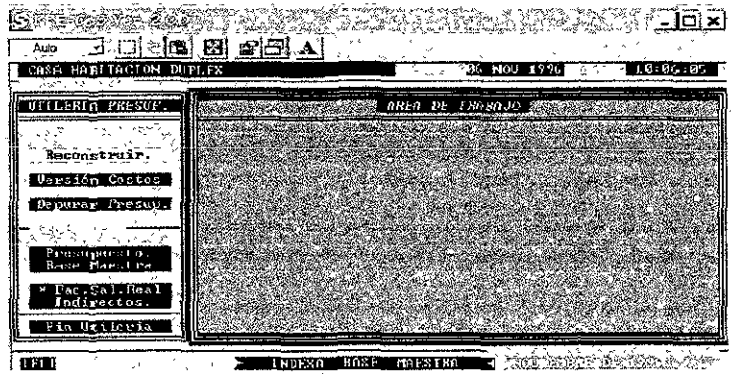 Auto
CASA HABITACION DUPLEX 06 NOV 1996 10:06:05
UTILERIA PRESUP. AREA DE TRABAJO
Reconstruir.
Versión Costos
Depurar Presup.
Presupuesto.
Base Maestra
* Fac.Sal.Real
Indirectos.
Fin Utileria
INDEXA BASE MAESTRA